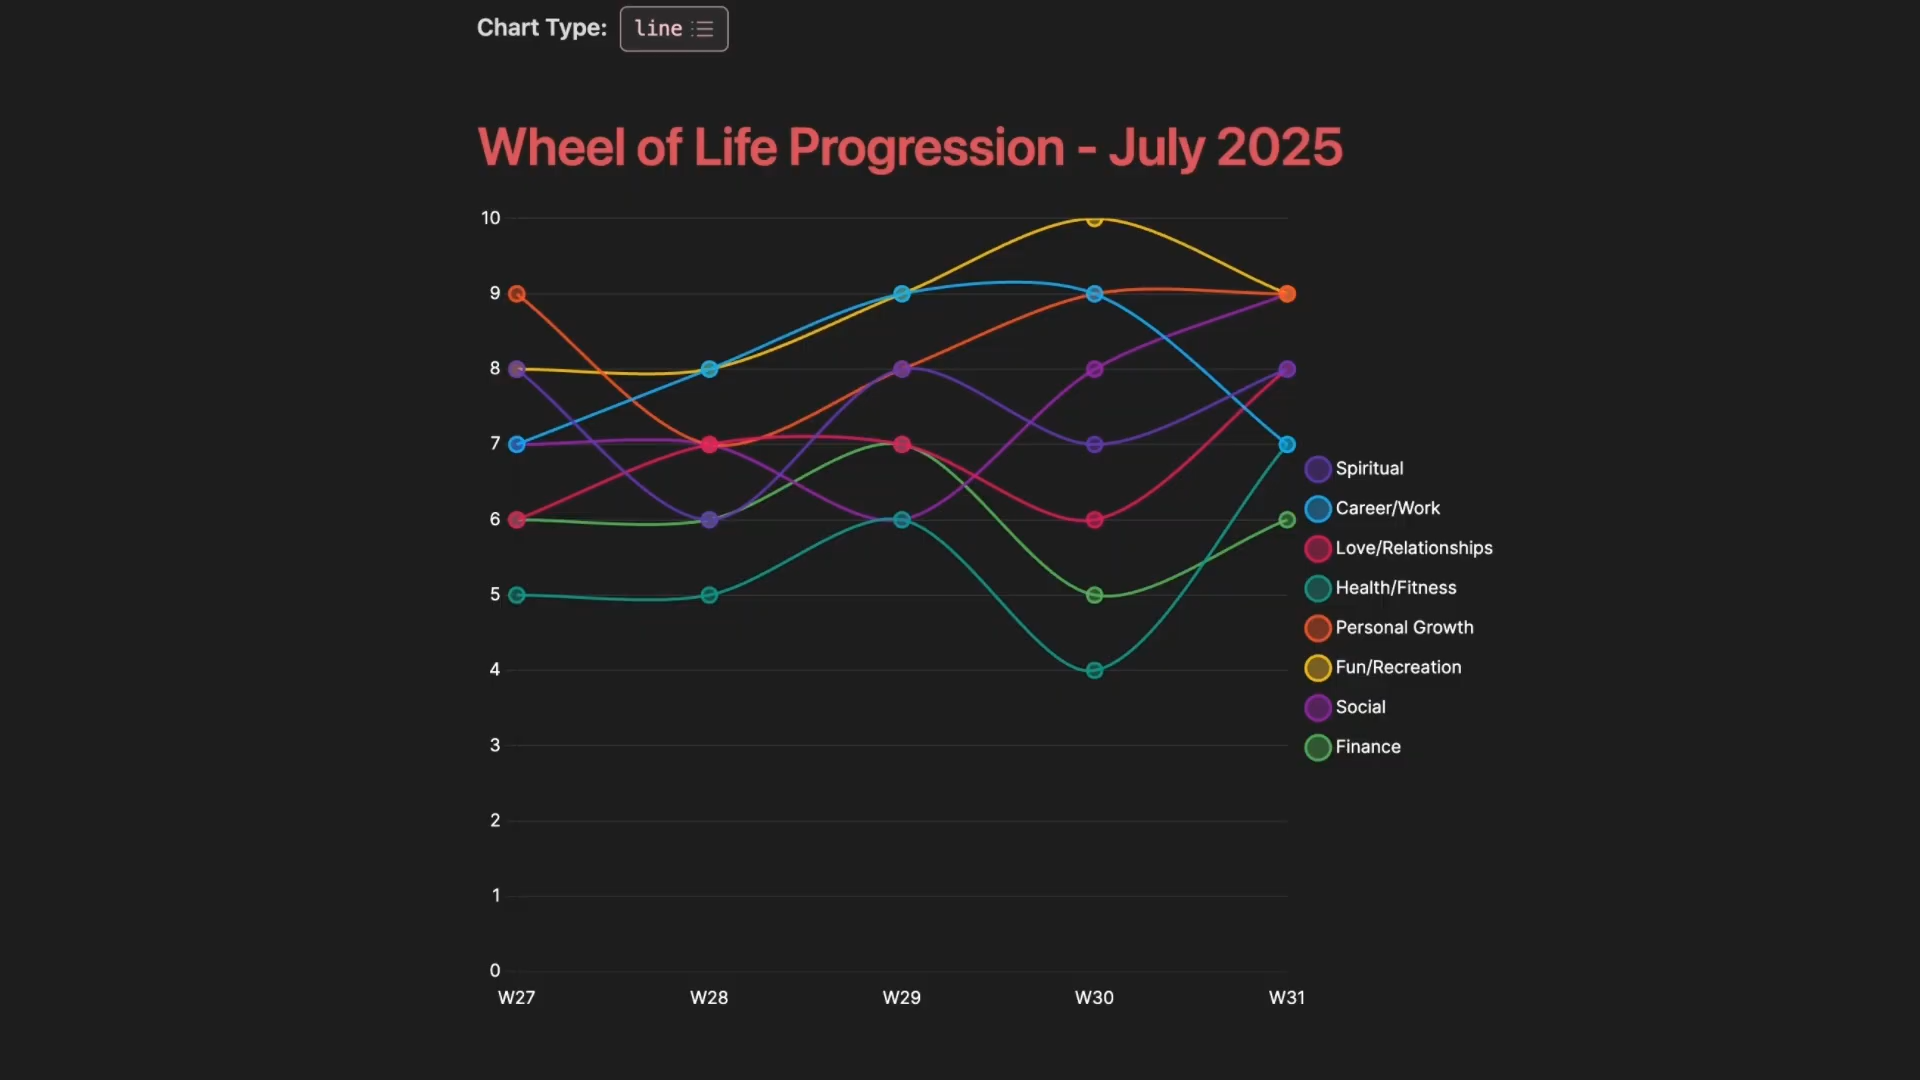 Chart Type: line
Wheel of Life Progression - July 2025
10
9
8
7
6
5
4
3
2
1
0
W27 W28 W29 W30 W31
Spiritual
Career/Work
Love/Relationships
Health/Fitness
Personal Growth
Fun/Recreation
Social
Finance